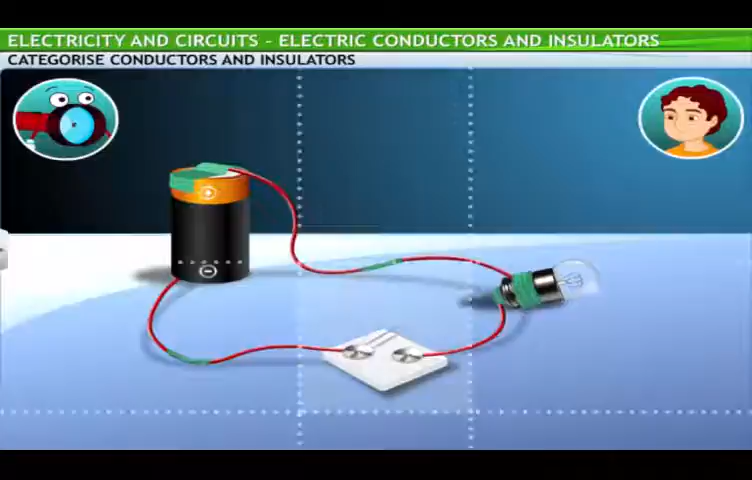 ELECTRICITY AND CIRCUITS - ELECTRIC CONDUCTORS AND INSULATORS
CATEGORISE CONDUCTORS AND INSULATORS
+
-